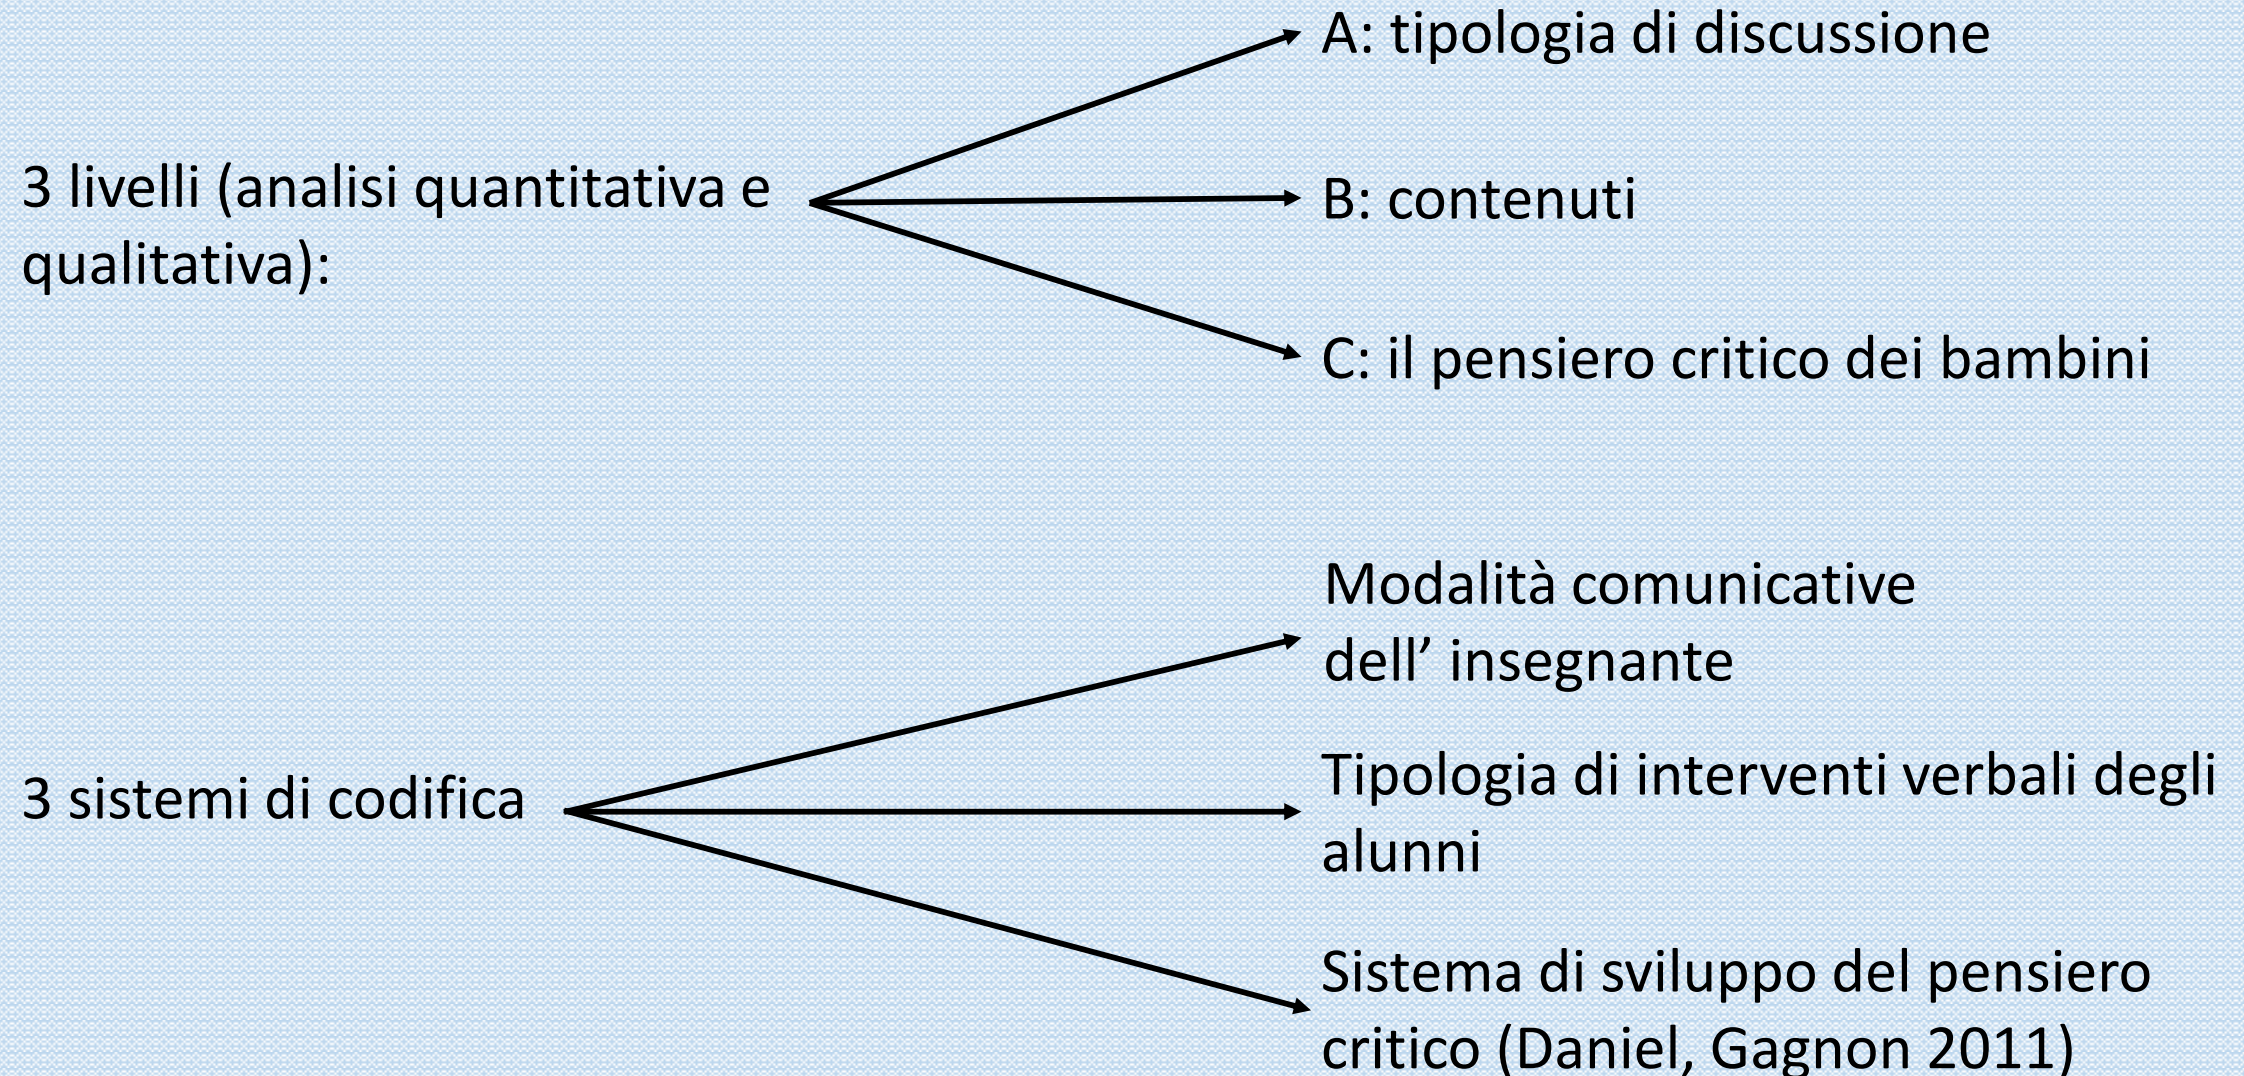 3 livelli (analisi quantitativa e
qualitativa):
A: tipologia di discussione
B: contenuti
C: il pensiero critico dei bambini
3 sistemi di codifica
Modalità comunicative
dell’ insegnante
Tipologia di interventi verbali degli
alunni
Sistema di sviluppo del pensiero
critico (Daniel, Gagnon 2011)